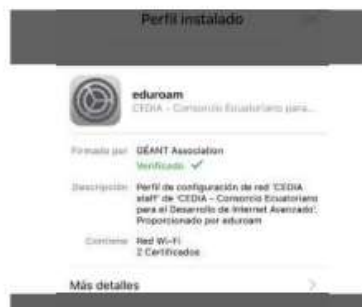 Perfil instalado
eduroam
CEDIA - Consorcio Ecuatoriano para...
Firmado por GÉANT Association
Verificado ✓
Descripción Perfil de configuración de red 'CEDIA
staff' de 'CEDIA - Consorcio Ecuatoriano
para el Desarrollo de Internet Avanzado'.
Proporcionado por eduroam
Contiene Red Wi-Fi
2 Certificados
Más detalles